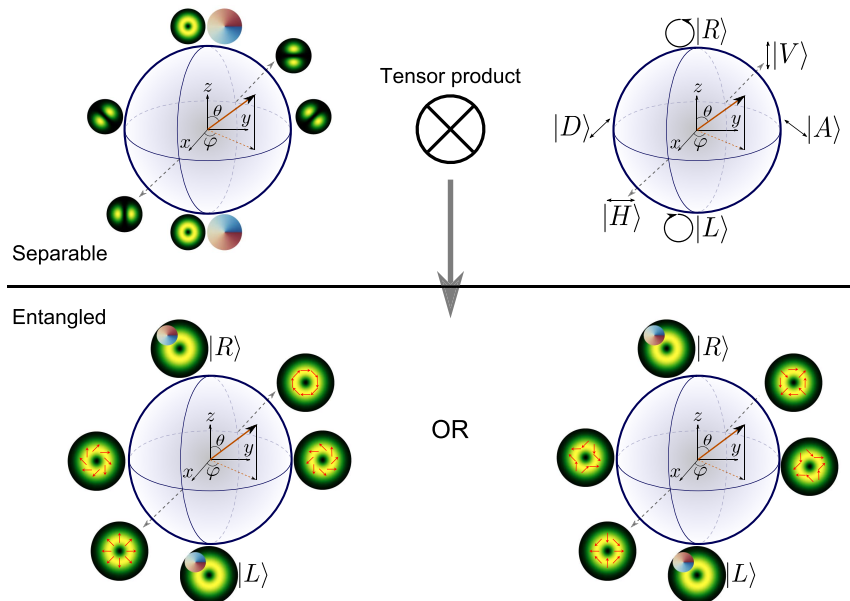 Tensor product
z
θ
y
x
φ
|R⟩
|V⟩
z
θ
y
|D⟩
|A⟩
x
φ
|H⟩
|L⟩
Separable
Entangled
|R⟩
z
θ
y
x
φ
|L⟩
OR
|R⟩
z
θ
y
x
φ
|L⟩